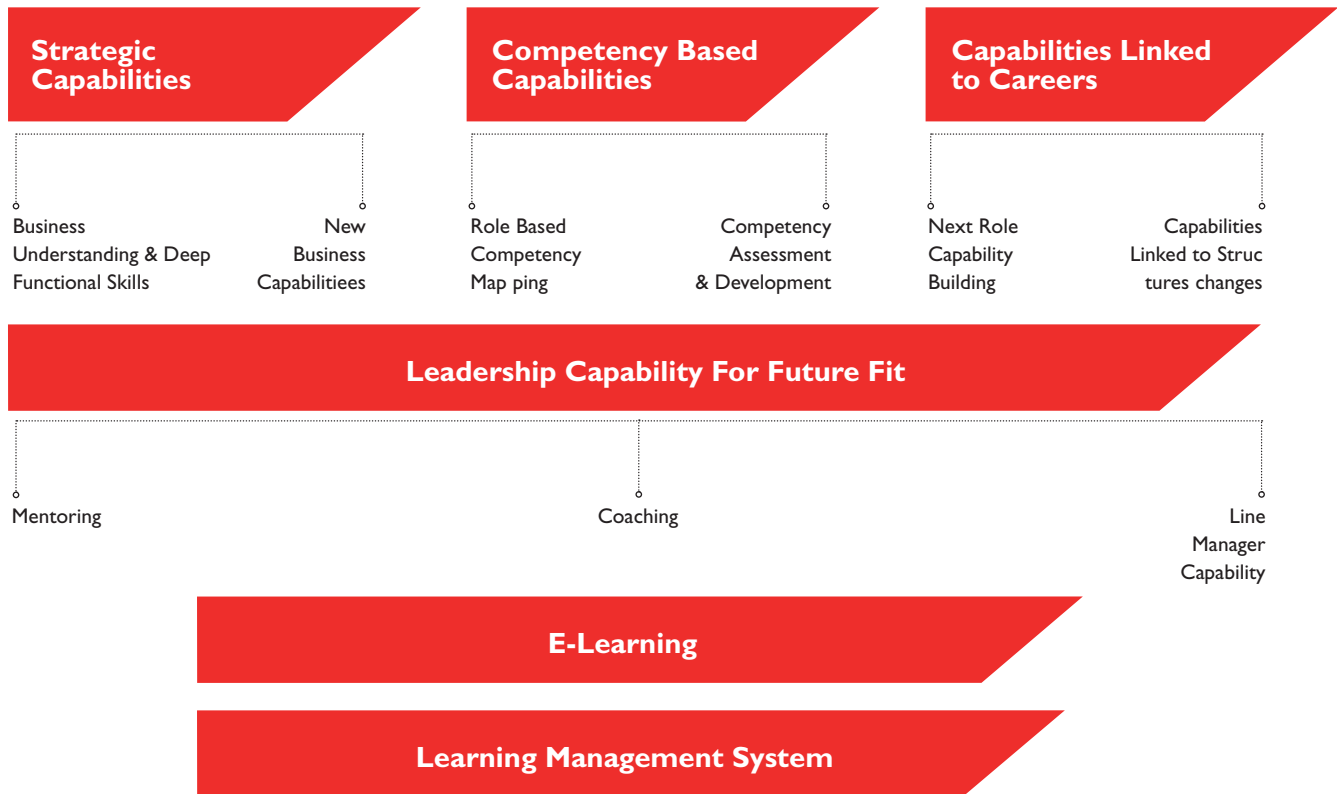 Strategic
Capabilities
Competency Based
Capabilities
Capabilities Linked
to Careers
Business
Understanding & Deep
Functional Skills
New
Business
Capabilitiees
Role Based
Competency
Map ping
Competency
Assessment
& Development
Next Role
Capability
Building
Capabilities
Linked to Struc
tures changes
Leadership Capability For Future Fit
Mentoring
Coaching
Line
Manager
Capability
E-Learning
Learning Management System